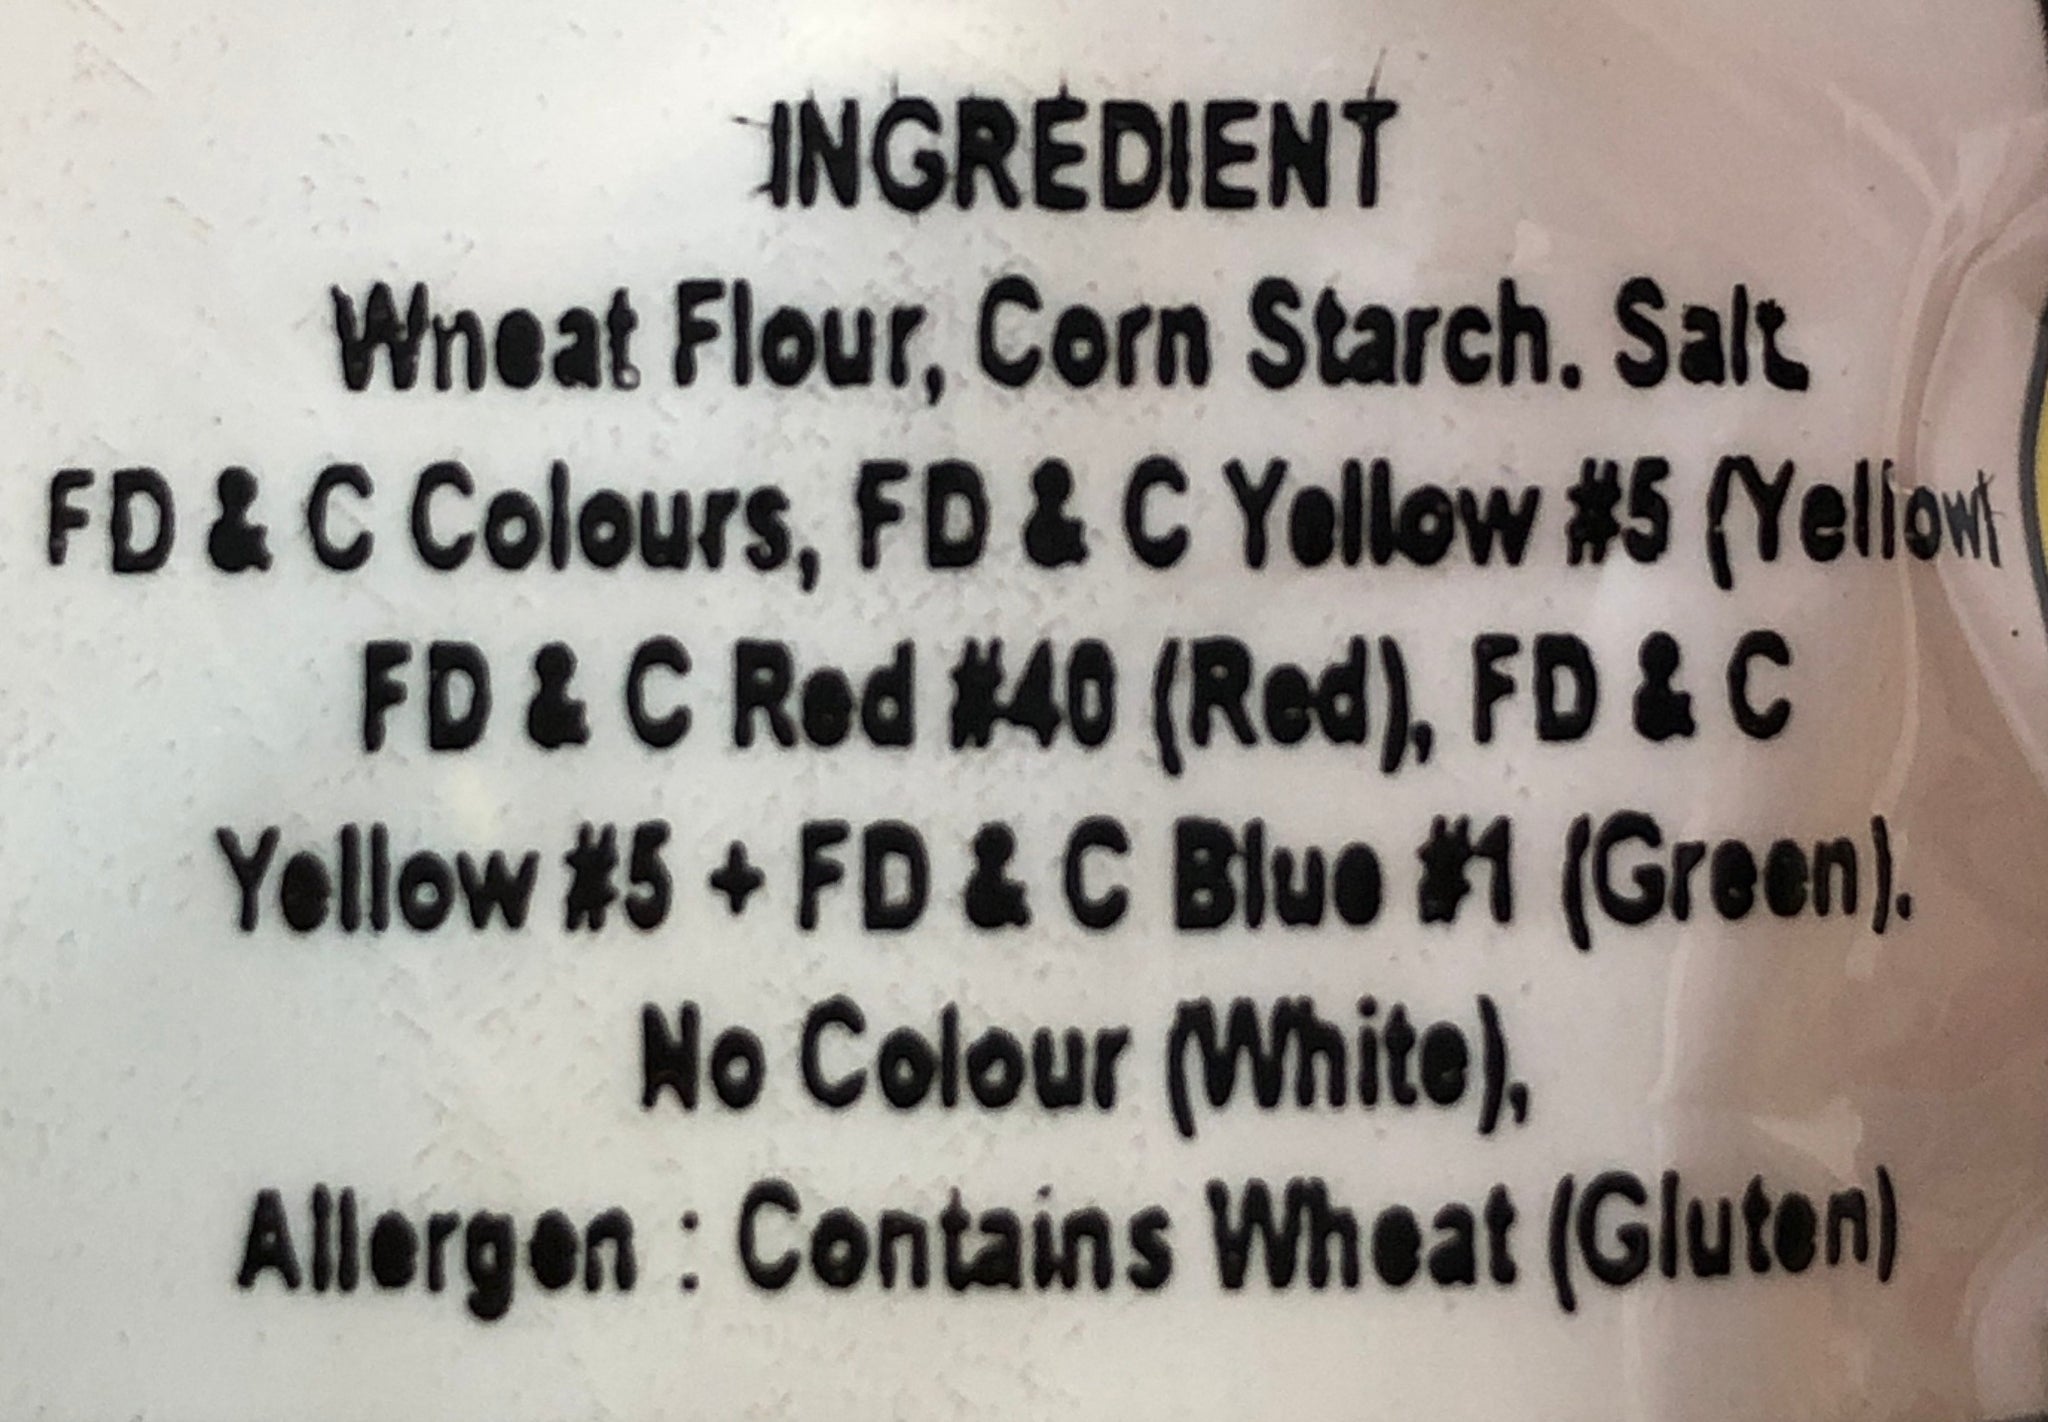 INGREDIENT
Wheat Flour, Corn Starch. Salt
FD & C Colours, FD & C Yellow #5 (Yellow)
FD & C Red #40 (Red), FD & C
Yellow #5 + FD & C Blue #1 (Green).
No Colour (White),
Allergen : Contains Wheat (Gluten)